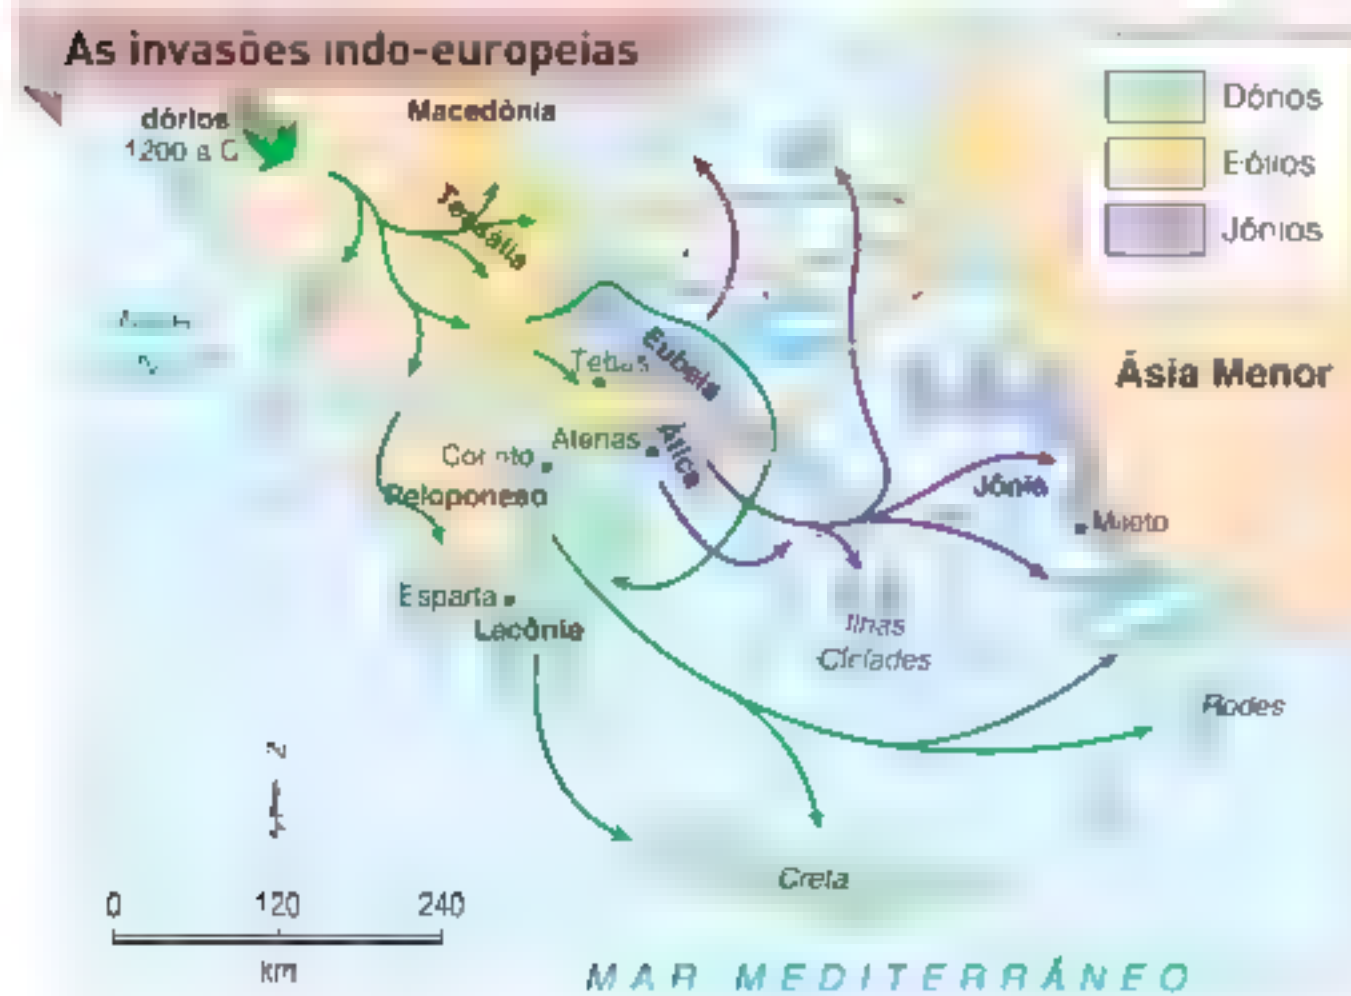 As invasões indo-europeias
dórios
1200 a C
Macedônia
Tessália
Dórios
Eólios
Jônios
Ásia Menor
Eubeia
Tebas
Atenas
Ática
Corinto
Peloponeso
Jônia
Mileto
Esparta
Lacônia
Ilhas
Cíclades
Rodes
Creta
0 120 240
km
MAR MEDITERRÂNEO